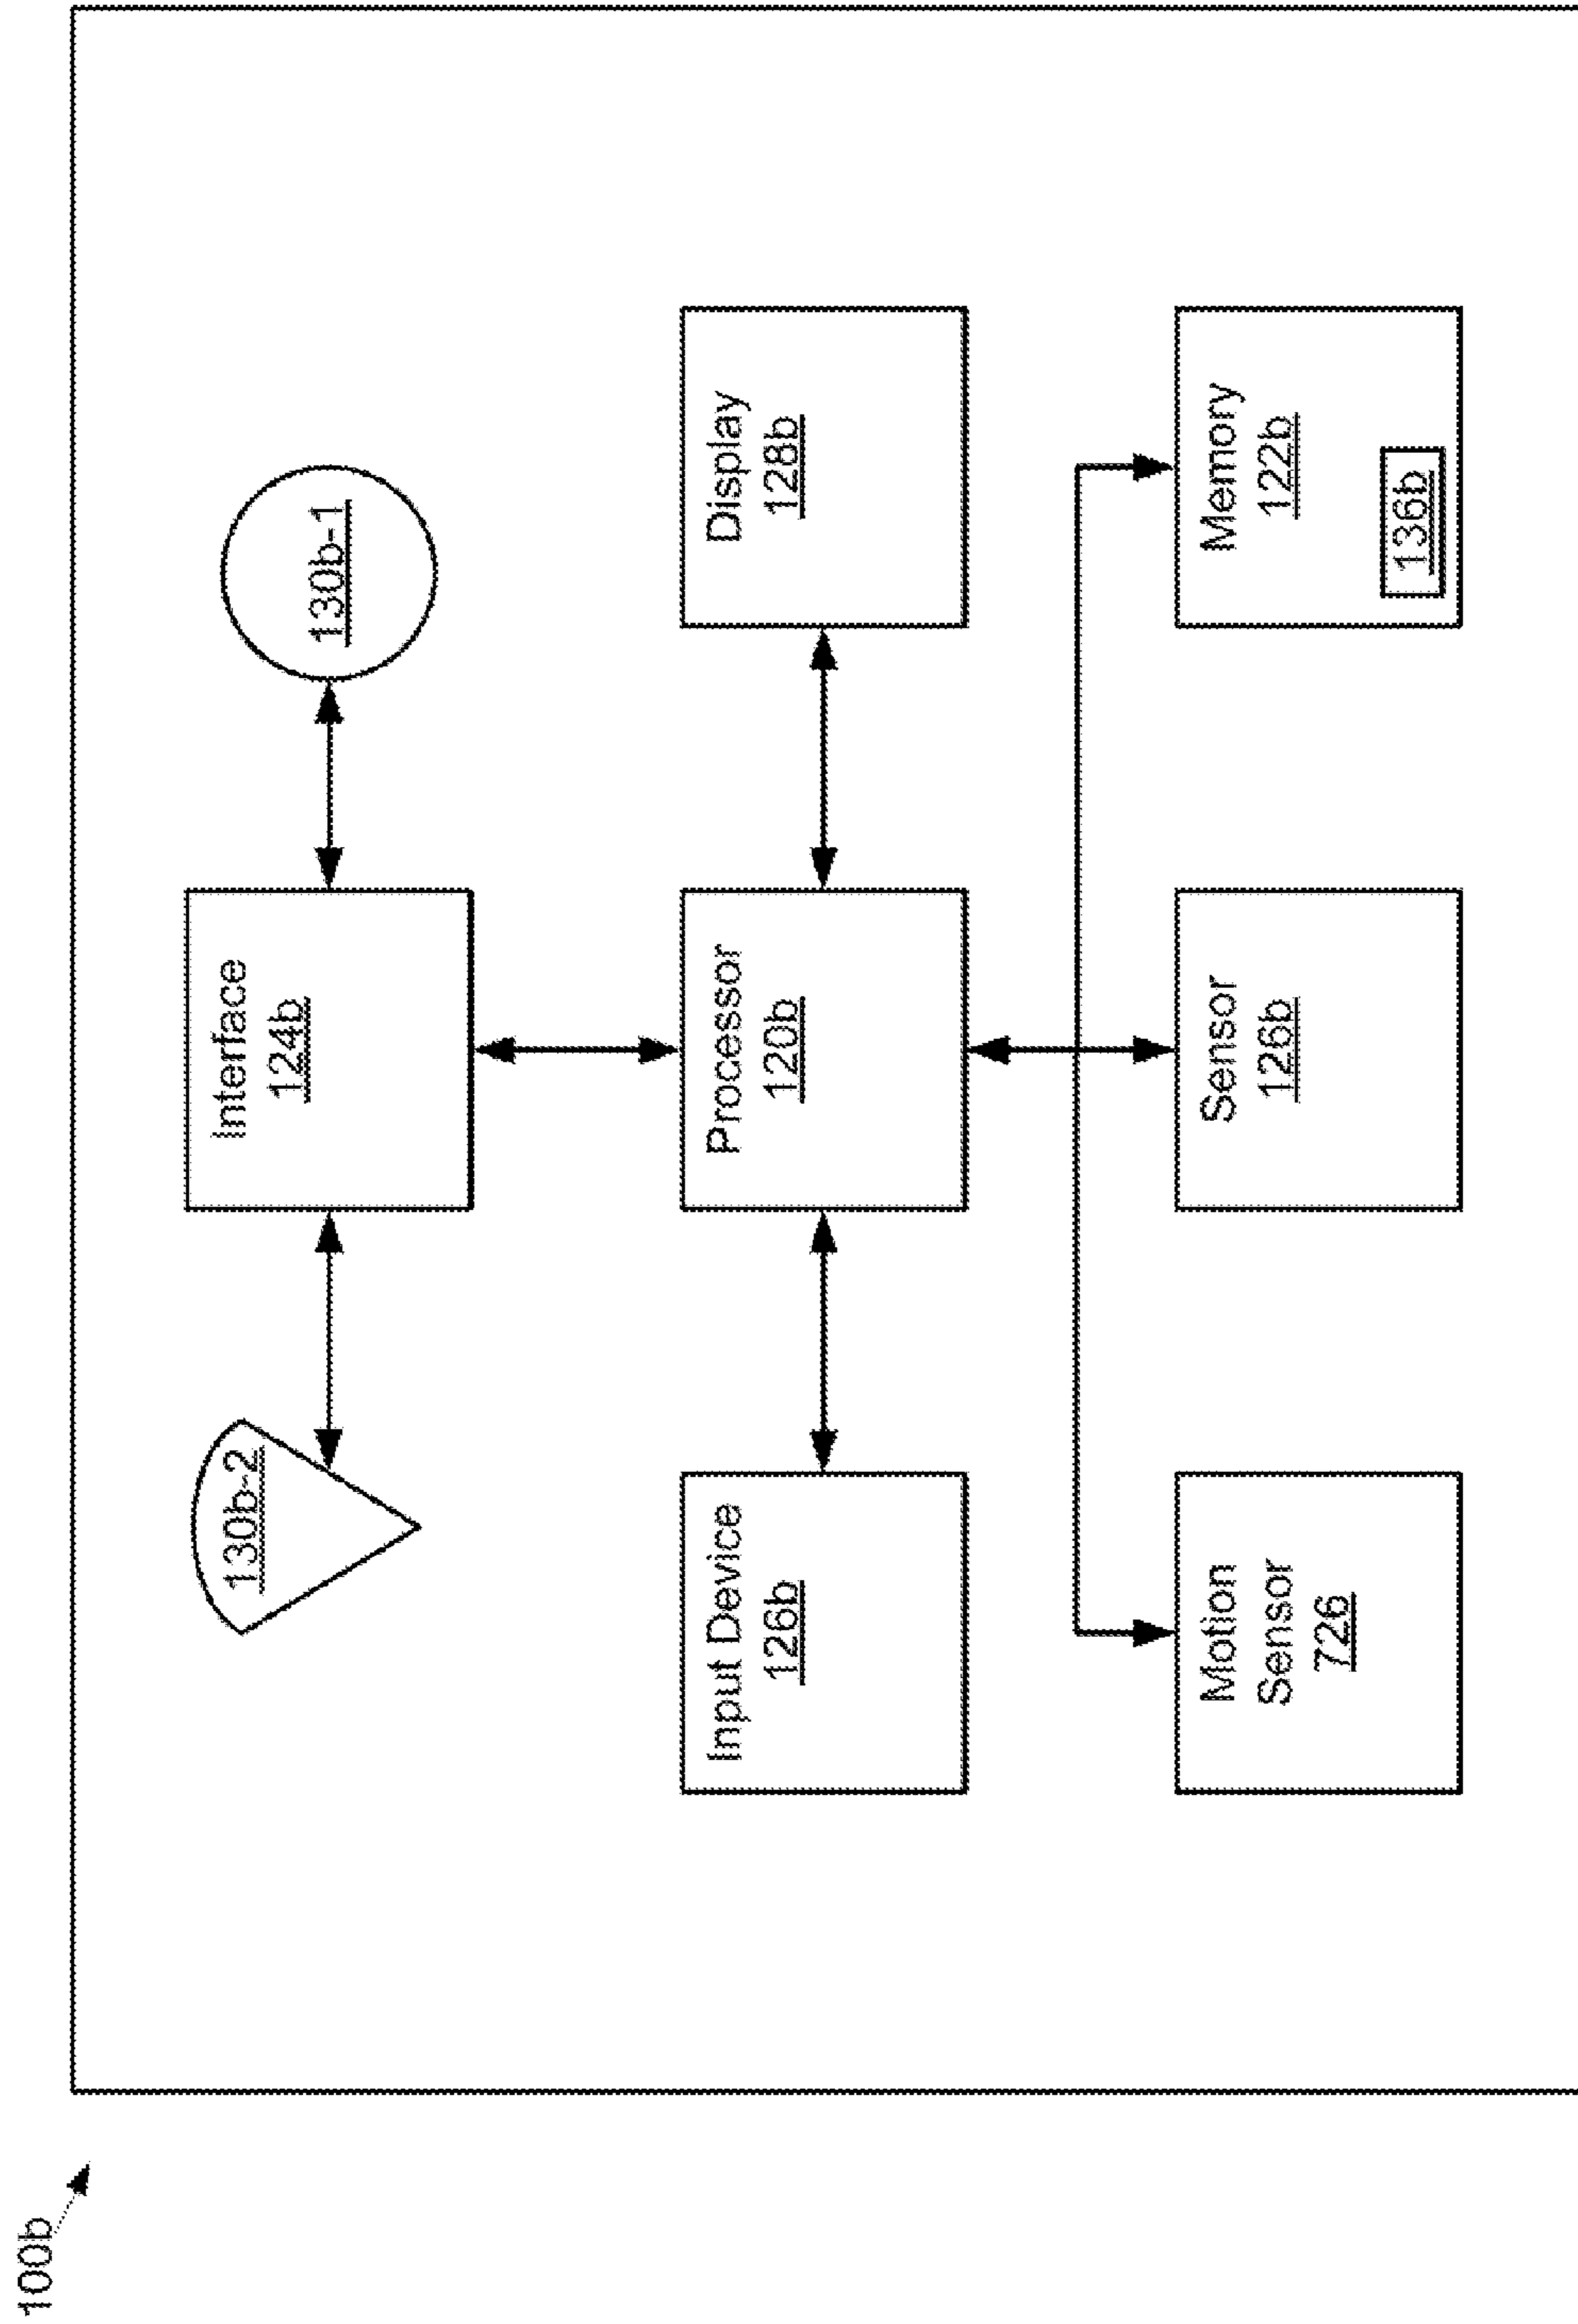 100b
130b-2
Interface
124b
130b-1
Input Device
126b
Processor
120b
Display
128b
Motion
Sensor
726
Sensor
126b
Memory
122b
136b